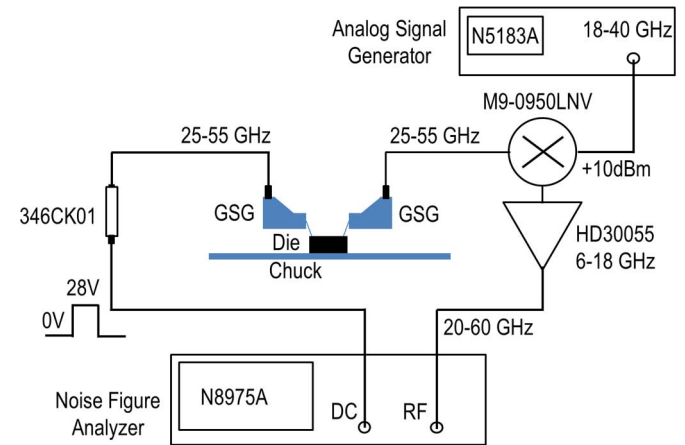 Analog Signal
Generator
N5183A
18-40 GHz
M9-0950LNV
25-55 GHz
25-55 GHz
+10dBm
346CK01
GSG
GSG
Die
Chuck
HD30055
6-18 GHz
28V
0V
20-60 GHz
Noise Figure
Analyzer
N8975A
DC
RF